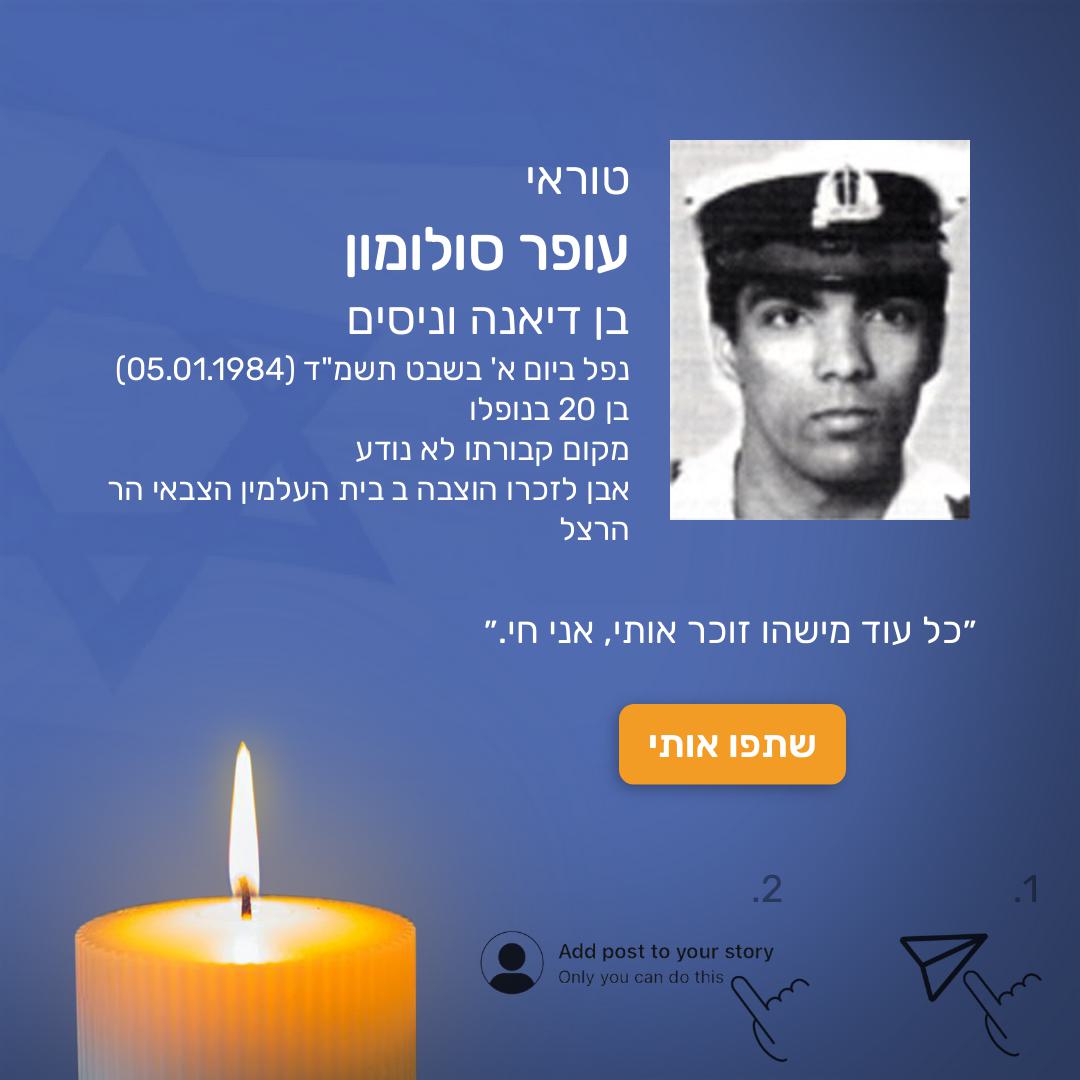 טוראי
עופר סולומון
בן דיאנה וניסים
נפל ביום א' בשבט תשמ"ד (05.01.1984)
בן 20 בנופלו
מקום קבורתו לא נודע
אבן לזכרו הוצבה ב בית העלמין הצבאי הר
הרצל
״כל עוד מישהו זוכר אותי, אני חי.״
שתפו אותי
1.
2.
Add post to your story
Only you can do this